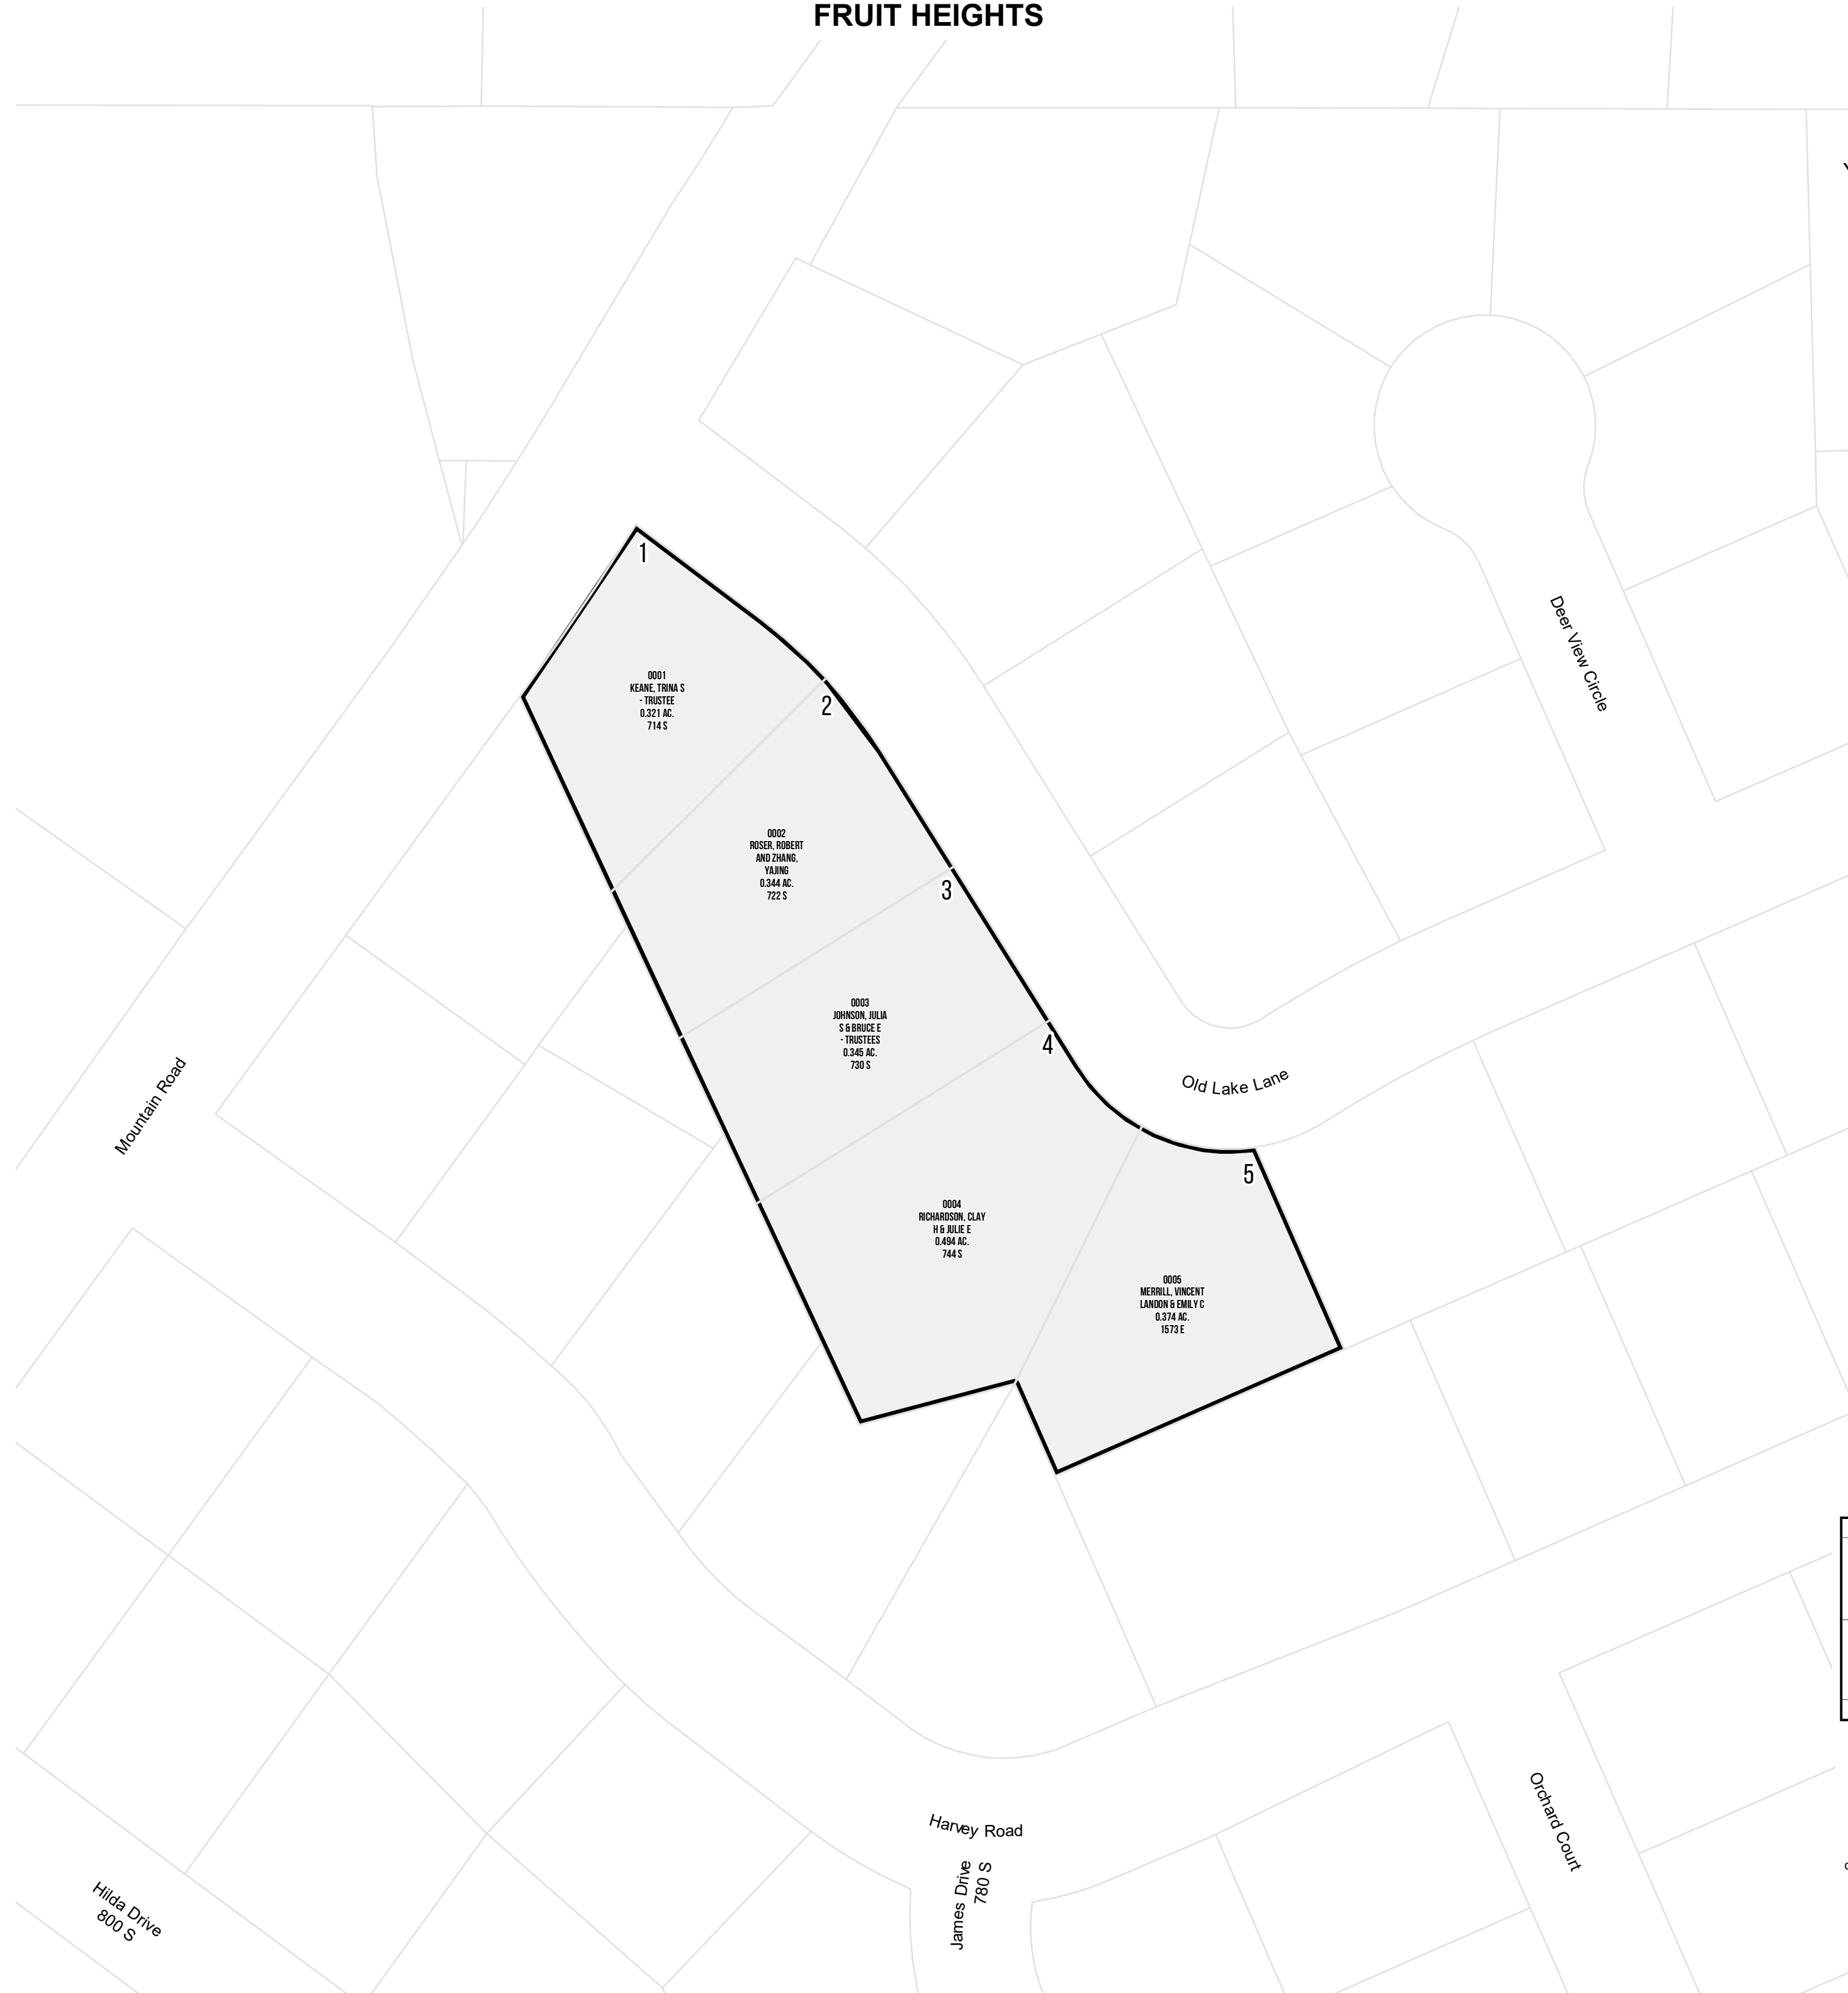 FRUIT HEIGHTS
1
0001
KEANE, TRINA S
- TRUSTEE
0.321 AC.
714 S
2
0002
ROSER, ROBERT
AND ZHANG,
YAJING
0.344 AC.
722 S
3
0003
JOHNSON, JULIA
S & BRUCE E
- TRUSTEES
0.345 AC.
730 S
4
0004
RICHARDSON, CLAY
H & JULIE E
0.494 AC.
744 S
5
0005
MERRILL, VINCENT
LANDON & EMILY C
0.374 AC.
1573 E
Deer View Circle
Old Lake Lane
Mountain Road
Harvey Road
James Drive
780 S
Orchard Court
Hilda Drive
800 S